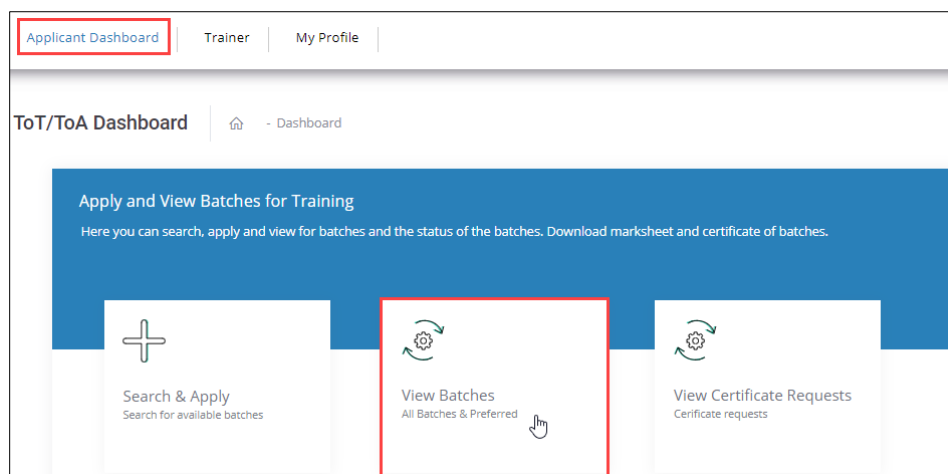 Applicant Dashboard Trainer My Profile
ToT/ToA Dashboard - Dashboard
Apply and View Batches for Training
Here you can search, apply and view for batches and the status of the batches. Download marksheet and certificate of batches.
Search & Apply
Search for available batches
View Batches
All Batches & Preferred
View Certificate Requests
Cerificate requests